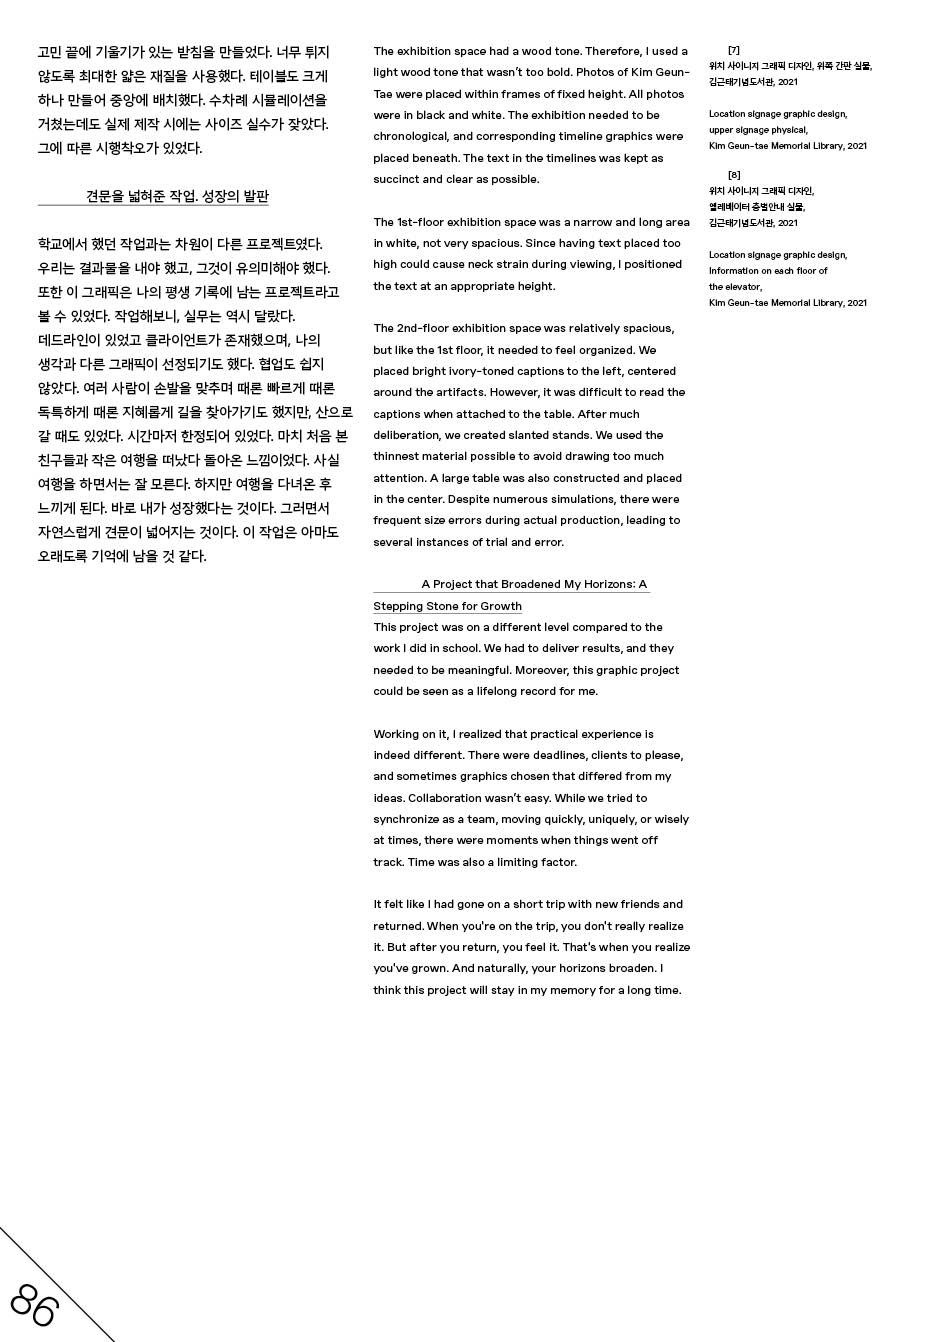 고민 끝에 기울기가 있는 받침을 만들었다. 너무 튀지
않도록 최대한 얇은 재질을 사용했다. 테이블도 크게
하나 만들어 중앙에 배치했다. 수차례 시뮬레이션을
거쳤는데도 실제 제작 시에는 사이즈 실수가 잦았다.
그에 따른 시행착오가 있었다.
견문을 넓혀준 작업. 성장의 발판
학교에서 했던 작업과는 차원이 다른 프로젝트였다.
우리는 결과물을 내야 했고, 그것이 유의미해야 했다.
또한 이 그래픽은 나의 평생 기록에 남는 프로젝트라고
볼 수 있었다. 작업해보니, 실무는 역시 달랐다.
데드라인이 있었고 클라이언트가 존재했으며, 나의
생각과 다른 그래픽이 선정되기도 했다. 협업도 쉽지
않았다. 여러 사람이 손발을 맞추며 때론 빠르게 때론
독특하게 때론 지혜롭게 길을 찾아가기도 했지만, 산으로
갈 때도 있었다. 시간마저 한정되어 있었다. 마치 처음 본
친구들과 작은 여행을 떠났다 돌아온 느낌이었다. 사실
여행을 하면서는 잘 모른다. 하지만 여행을 다녀온 후
느끼게 된다. 바로 내가 성장했다는 것이다. 그러면서
자연스럽게 견문이 넓어지는 것이다. 이 작업은 아마도
오래도록 기억에 남을 것 같다.
The exhibition space had a wood tone. Therefore, I used a
light wood tone that wasn’t too bold. Photos of Kim Geun-
Tae were placed within frames of fixed height. All photos
were in black and white. The exhibition needed to be
chronological, and corresponding timeline graphics were
placed beneath. The text in the timelines was kept as
succinct and clear as possible.
The 1st-floor exhibition space was a narrow and long area
in white, not very spacious. Since having text placed too
high could cause neck strain during viewing, I positioned
the text at an appropriate height.
The 2nd-floor exhibition space was relatively spacious,
but like the 1st floor, it needed to feel organized. We
placed bright ivory-toned captions to the left, centered
around the artifacts. However, it was difficult to read the
captions when attached to the table. After much
deliberation, we created slanted stands. We used the
thinnest material possible to avoid drawing too much
attention. A large table was also constructed and placed
in the center. Despite numerous simulations, there were
frequent size errors during actual production, leading to
several instances of trial and error.
A Project that Broadened My Horizons: A
Stepping Stone for Growth
This project was on a different level compared to the
work I did in school. We had to deliver results, and they
needed to be meaningful. Moreover, this graphic project
could be seen as a lifelong record for me.
Working on it, I realized that practical experience is
indeed different. There were deadlines, clients to please,
and sometimes graphics chosen that differed from my
ideas. Collaboration wasn’t easy. While we tried to
synchronize as a team, moving quickly, uniquely, or wisely
at times, there were moments when things went off
track. Time was also a limiting factor.
It felt like I had gone on a short trip with new friends and
returned. When you're on the trip, you don't really realize
it. But after you return, you feel it. That's when you realize
you've grown. And naturally, your horizons broaden. I
think this project will stay in my memory for a long time.
[7]
위치 사이니지 그래픽 디자인, 위쪽 간판 실물,
김근태기념도서관, 2021
Location signage graphic design,
upper signage physical,
Kim Geun-tae Memorial Library, 2021
[8]
위치 사이니지 그래픽 디자인,
엘레베이터 층별안내 실물,
김근태기념도서관, 2021
Location signage graphic design,
Information on each floor of
the elevator,
Kim Geun-tae Memorial Library, 2021
86